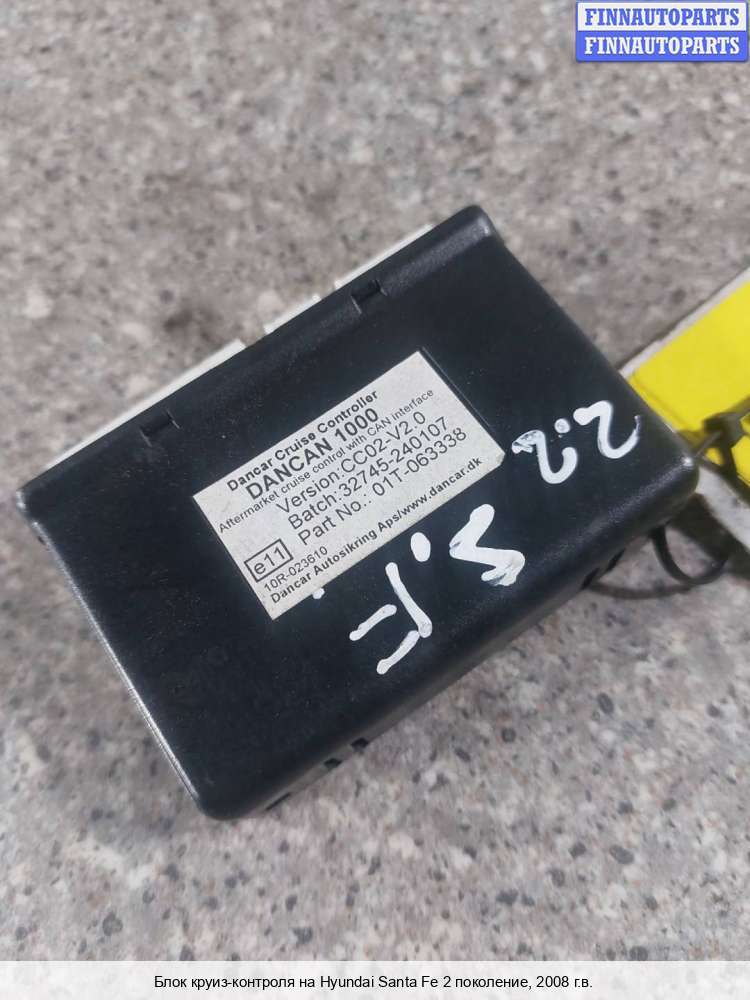 FINNAUTOPARTS
FINNAUTOPARTS
Dancar Cruise Controller
DANCAN 1000
Aftermarket cruise control with CAN interface
Version:CC02-V2.0
Batch:32745-240107
Part No.: 01T-063338
e11
10R-023610
Dancar Autosikring Aps/www.dancar.dk
2.2
S.F.
Блок круиз-контроля на Hyundai Santa Fe 2 поколение, 2008 г.в.